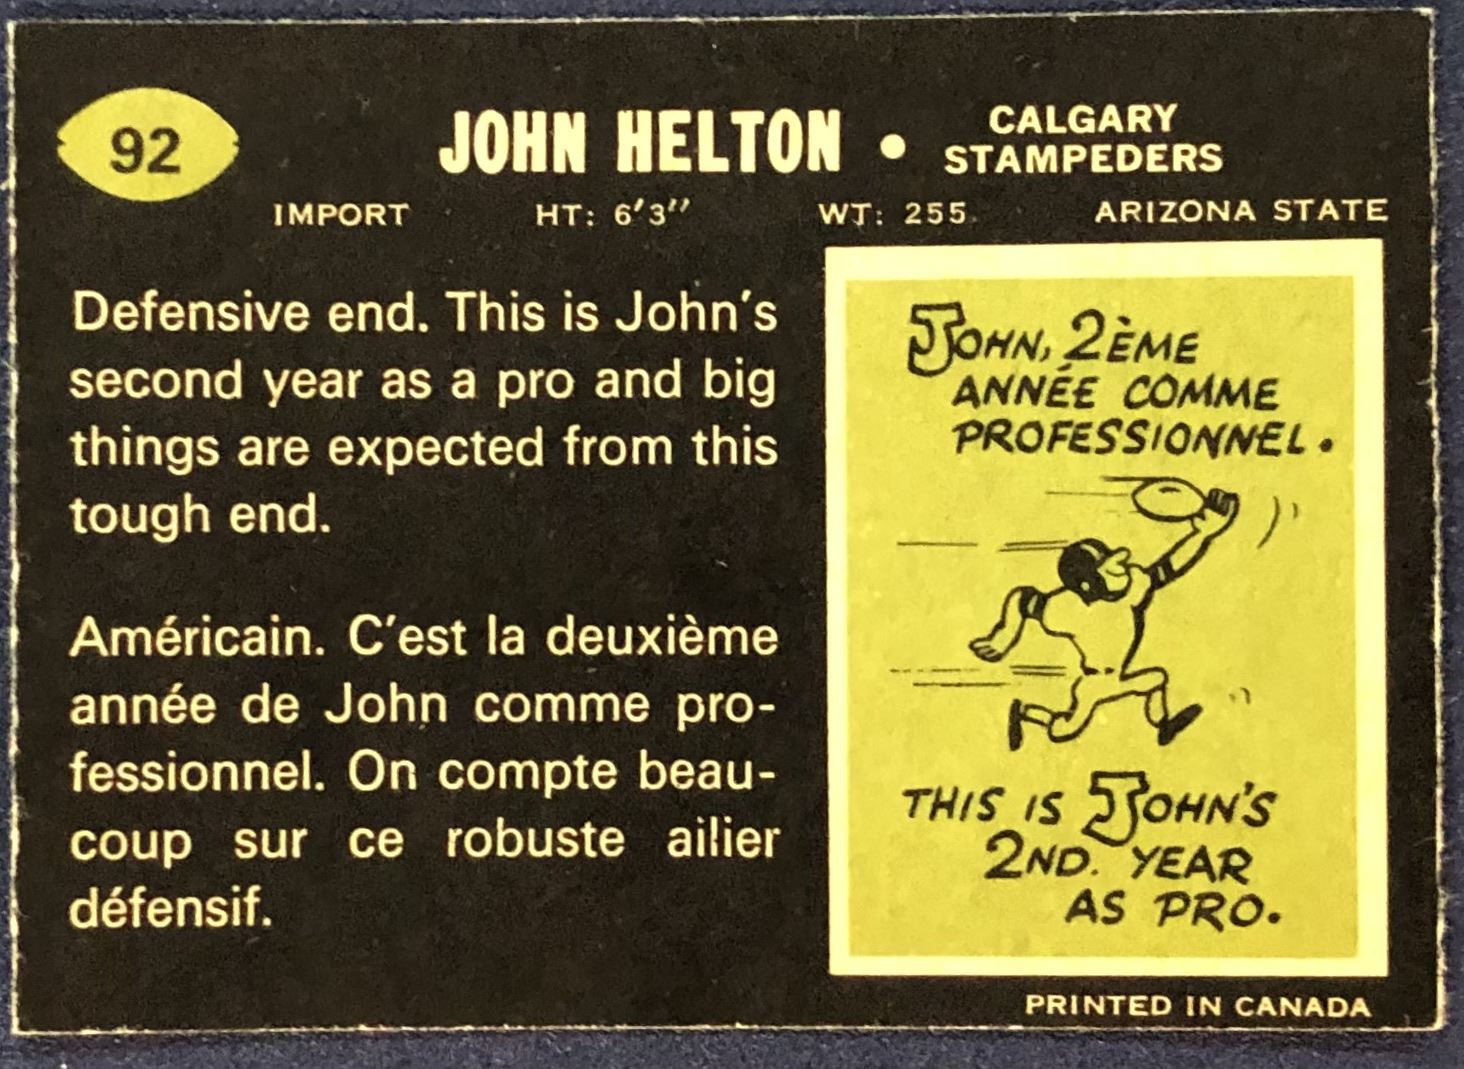 92
JOHN HELTON • CALGARY
STAMPEDERS
IMPORT HT: 6'3" WT: 255 ARIZONA STATE
Defensive end. This is John's
second year as a pro and big
things are expected from this
tough end.
Américain. C'est la deuxième
année de John comme pro-
fessionnel. On compte beau-
coup sur ce robuste ailier
défensif.
JOHN, 2ÈME
ANNÉE COMME
PROFESSIONNEL.
THIS IS JOHN'S
2ND. YEAR
AS PRO.
PRINTED IN CANADA